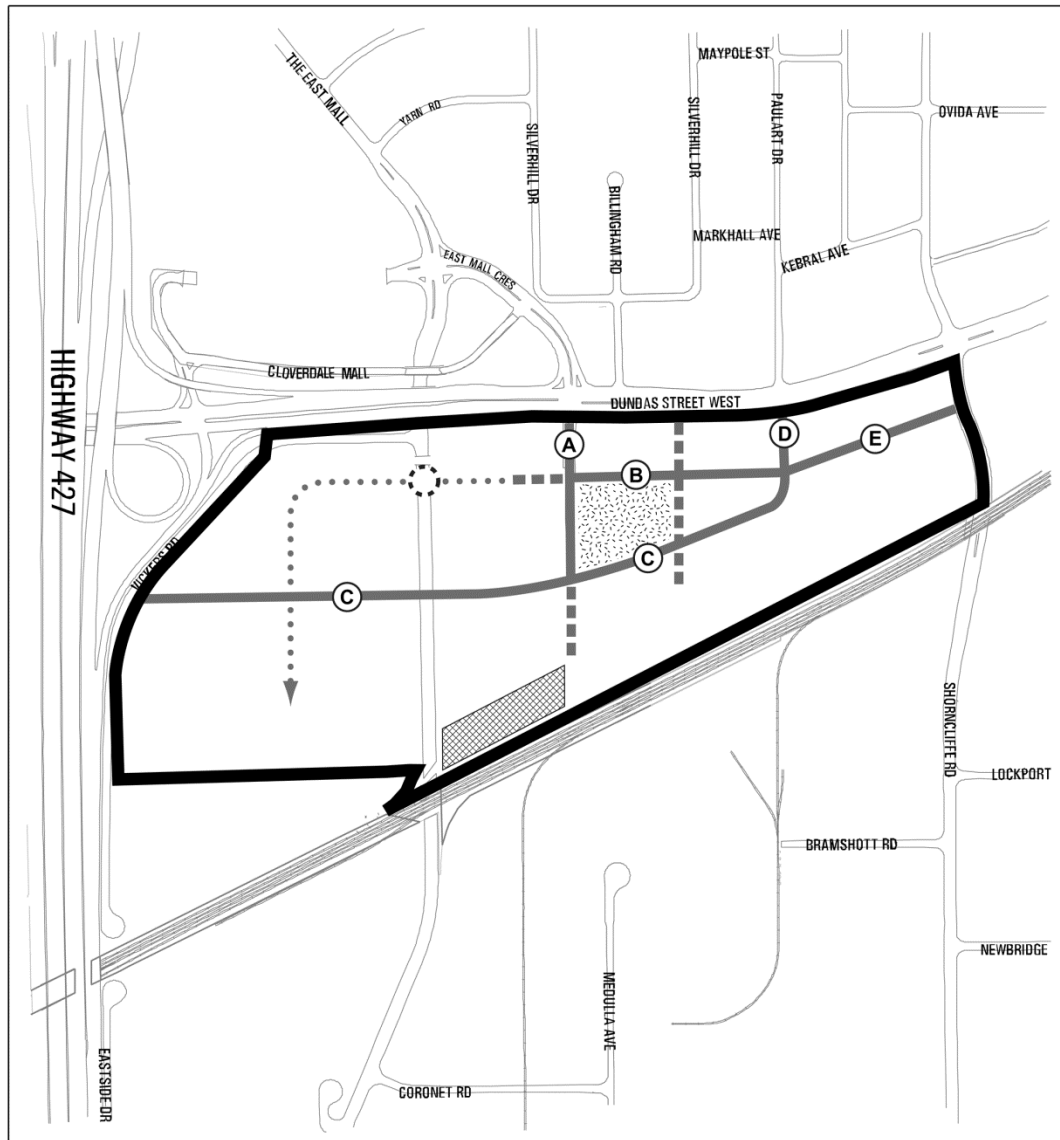 MAYPOLE ST
THE EAST MALL
YARN RD
SILVERHILL DR
SILVERHILL DR
PAULART DR
OVIDA AVE
BILLINGHAM RD
MARKHALL AVE
KEBRAL AVE
EAST MALL CRES
HIGHWAY 427
CLOVERDALE MALL
DUNDAS STREET WEST
A
B
D
E
VICKERS RD
C
C
SHORNCLIFFE RD
LOCKPORT
BRAMSHOTT RD
NEWBRIDGE
MEDULLA AVE
EASTSIDE DR
CORONET RD